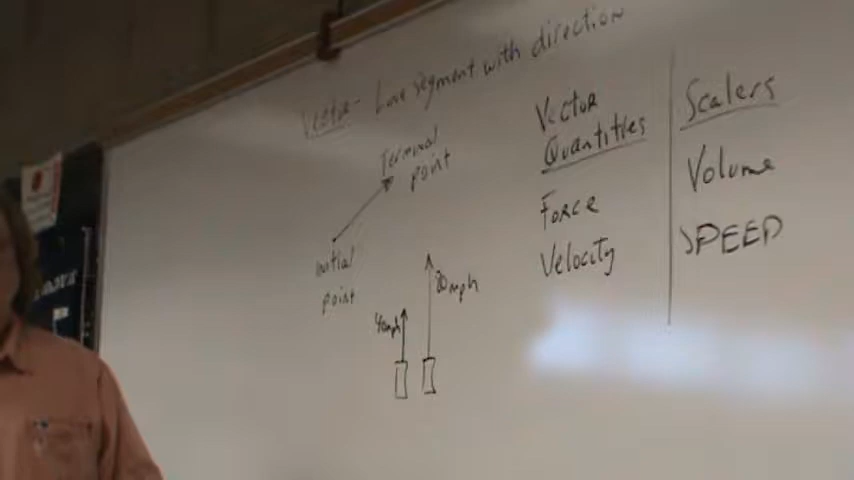 Vector - Line segment with direction
Terminal
point
Initial
point
40mph
80mph
Vector
Quantities
Force
Velocity
Scalers
Volume
SPEED